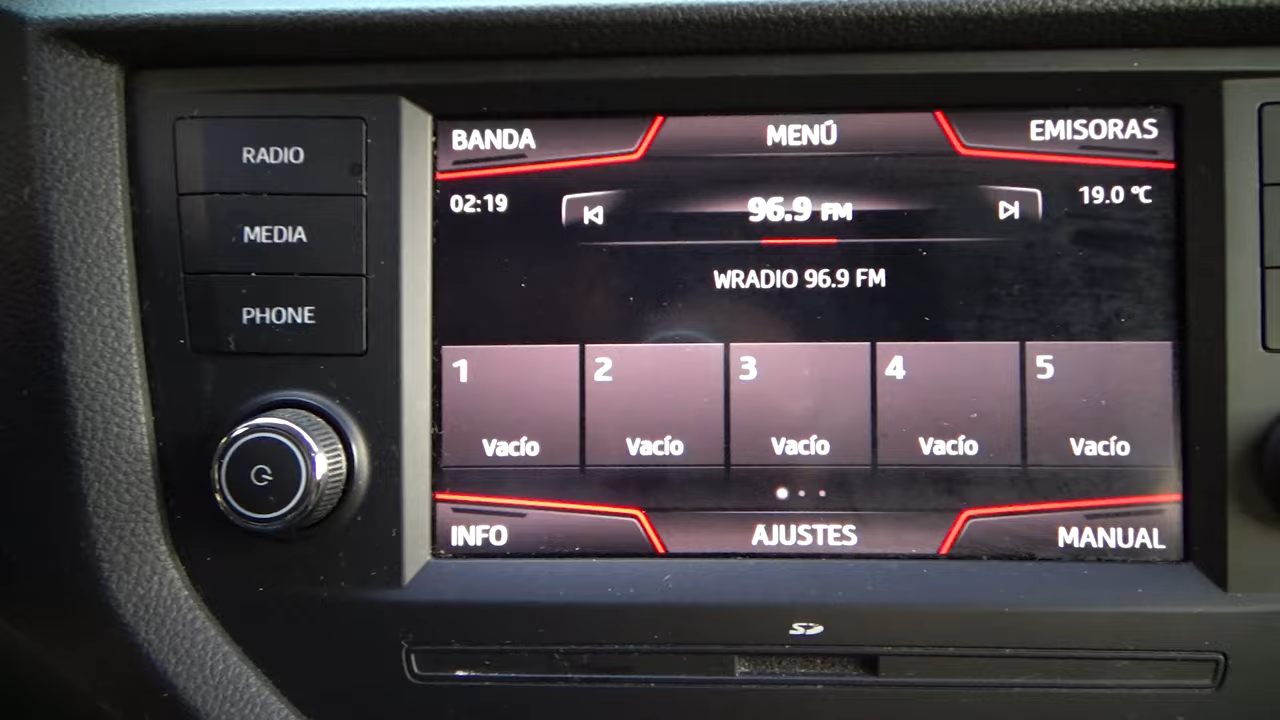 RADIO
MEDIA
PHONE
BANDA
MENÚ
EMISORAS
02:19
96.9 FM
19.0 °C
WRADIO 96.9 FM
1
2
3
4
5
Vacío
Vacío
Vacío
Vacío
Vacío
INFO
AJUSTES
MANUAL
SD